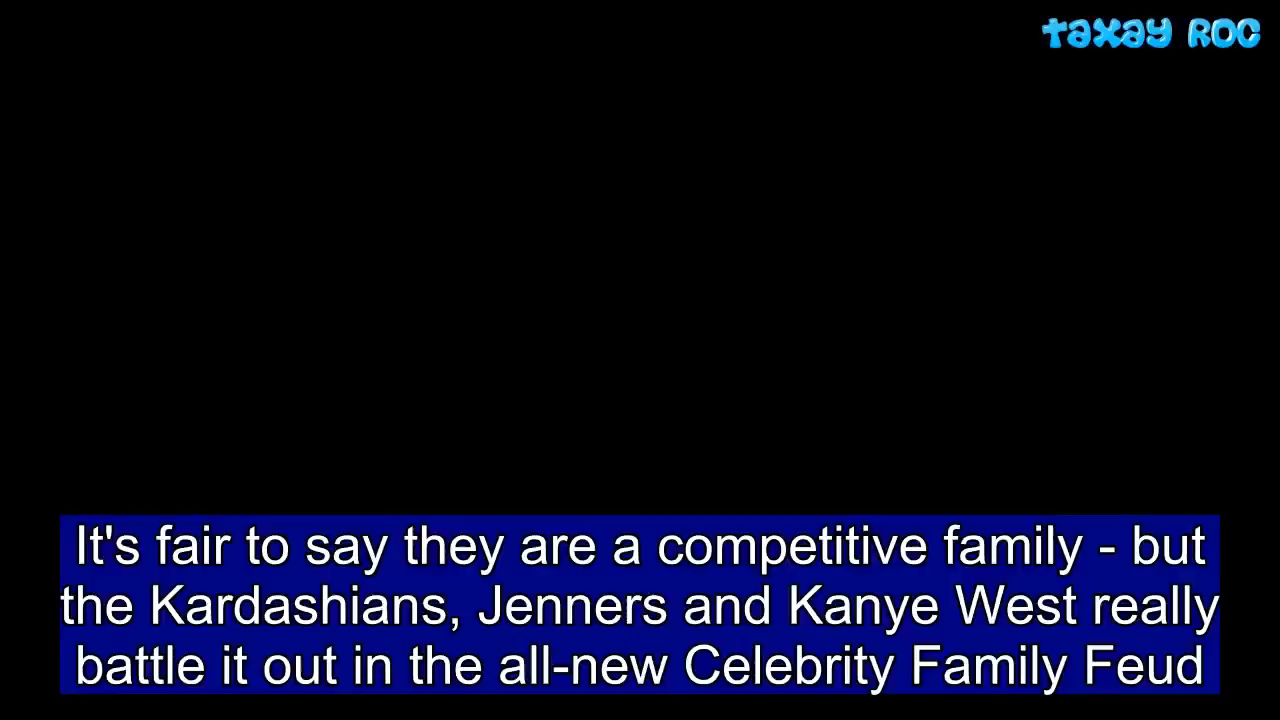 taxay ROC
It's fair to say they are a competitive family - but
the Kardashians, Jenners and Kanye West really
battle it out in the all-new Celebrity Family Feud